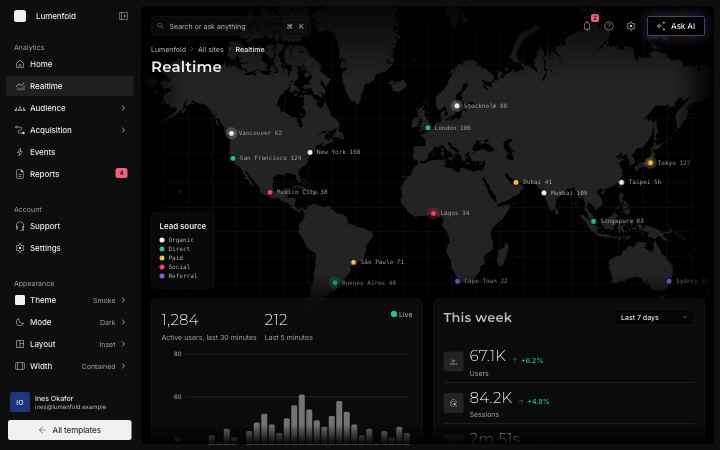 Lumenfold
Analytics
Home
Realtime
Audience
Acquisition
Events
Reports 4
Account
Support
Settings
Appearance
Theme Smoke
Mode Dark
Layout Inset
Width Contained
IO
Ines Okafor
ines@lumenfold.example
All templates
Search or ask anything ⌘ K
2
Ask AI
Lumenfold > All sites > Realtime
Realtime
Stockholm 88
London 186
Vancouver 62
New York 168
San Francisco 124
Tokyo 127
Dubai 41
Taipei 56
Mumbai 109
Mexico City 38
Lagos 34
Singapore 83
São Paulo 71
Buenos Aires 40
Cape Town 22
Sydney
Lead source
Organic
Direct
Paid
Social
Referral
1,284
Active users, last 30 minutes
212
Last 5 minutes
Live
80
60
40
This week
Last 7 days
67.1K ↑ +6.2%
Users
84.2K ↑ +4.8%
Sessions
2m 51s